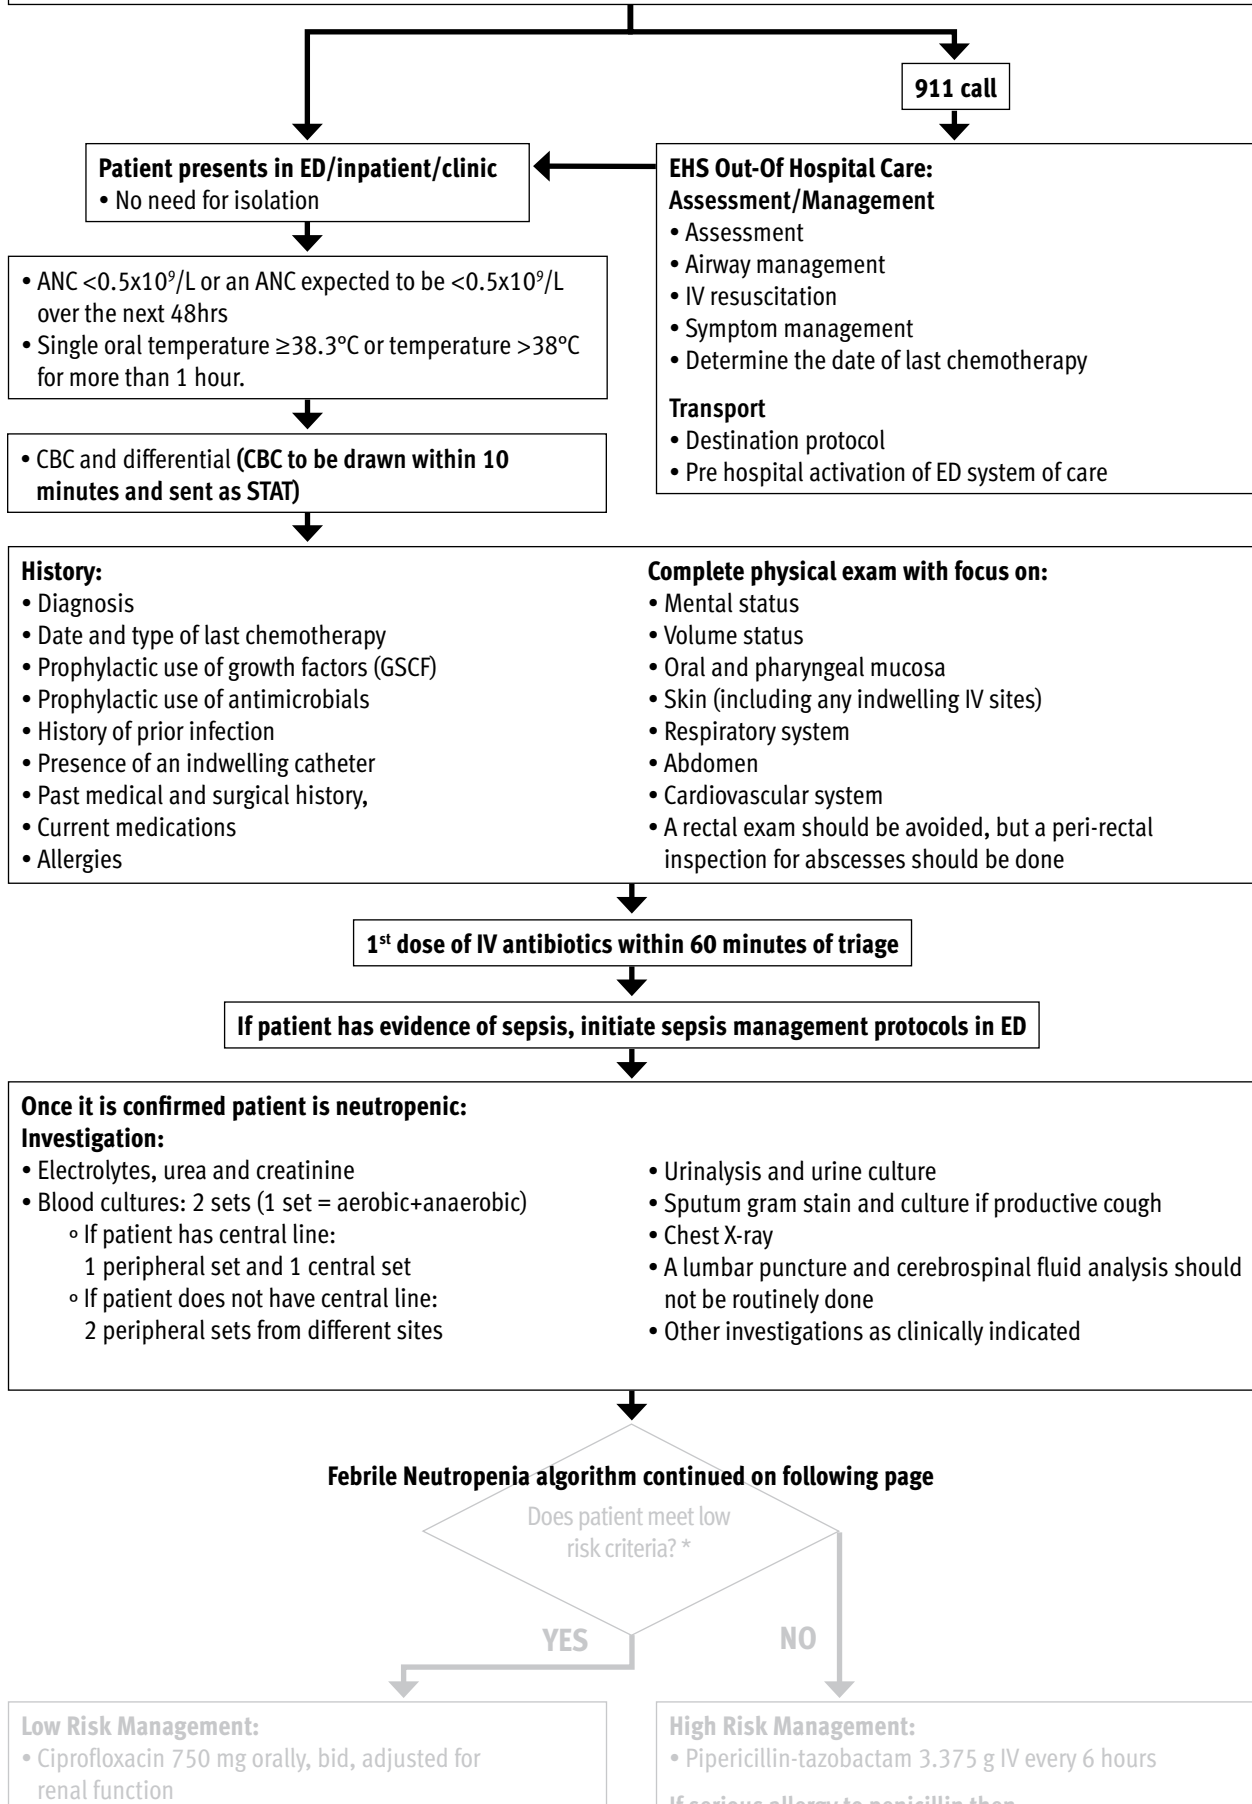 911 call
Patient presents in ED/inpatient/clinic
• No need for isolation
EHS Out-Of Hospital Care:
Assessment/Management
• Assessment
• Airway management
• IV resuscitation
• Symptom management
• Determine the date of last chemotherapy
Transport
• Destination protocol
• Pre hospital activation of ED system of care
• ANC <0.5x10⁹/L or an ANC expected to be <0.5x10⁹/L
over the next 48hrs
• Single oral temperature ≥38.3°C or temperature >38°C
for more than 1 hour.
• CBC and differential (CBC to be drawn within 10
minutes and sent as STAT)
History:
• Diagnosis
• Date and type of last chemotherapy
• Prophylactic use of growth factors (GSCF)
• Prophylactic use of antimicrobials
• History of prior infection
• Presence of an indwelling catheter
• Past medical and surgical history,
• Current medications
• Allergies
Complete physical exam with focus on:
• Mental status
• Volume status
• Oral and pharyngeal mucosa
• Skin (including any indwelling IV sites)
• Respiratory system
• Abdomen
• Cardiovascular system
• A rectal exam should be avoided, but a peri-rectal
inspection for abscesses should be done
1st dose of IV antibiotics within 60 minutes of triage
If patient has evidence of sepsis, initiate sepsis management protocols in ED
Once it is confirmed patient is neutropenic:
Investigation:
• Electrolytes, urea and creatinine
• Blood cultures: 2 sets (1 set = aerobic+anaerobic)
° If patient has central line:
1 peripheral set and 1 central set
° If patient does not have central line:
2 peripheral sets from different sites
• Urinalysis and urine culture
• Sputum gram stain and culture if productive cough
• Chest X-ray
• A lumbar puncture and cerebrospinal fluid analysis should
not be routinely done
• Other investigations as clinically indicated
Febrile Neutropenia algorithm continued on following page
Does patient meet low
risk criteria? *
YES
NO
Low Risk Management:
• Ciprofloxacin 750 mg orally, bid, adjusted for
renal function
High Risk Management:
• Pipericillin-tazobactam 3.375 g IV every 6 hours
If serious allergy to penicillin then